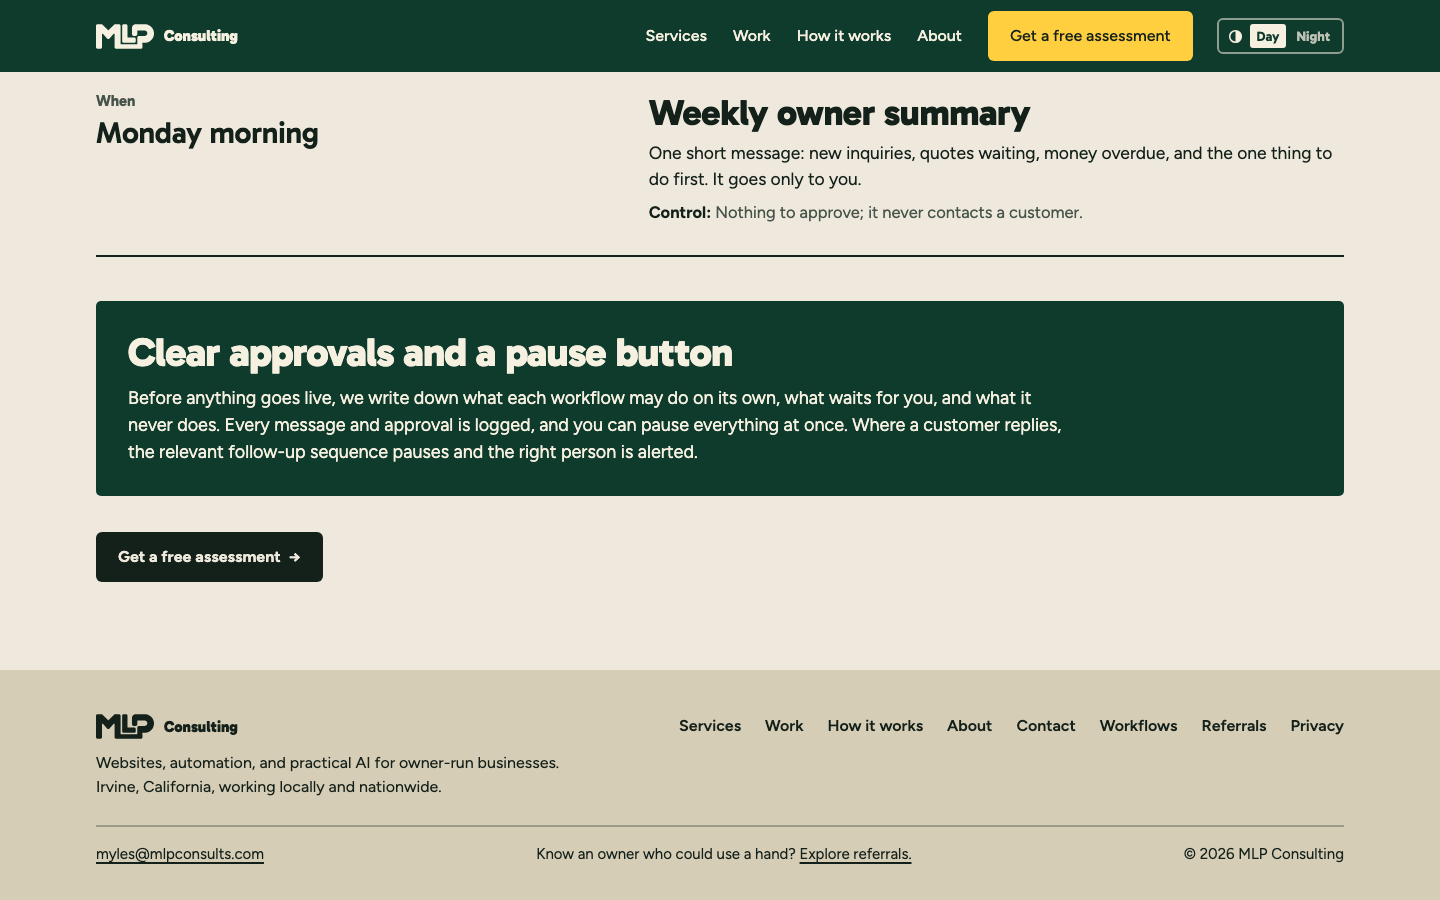 MLP Consulting
Services Work How it works About Get a free assessment Day Night
When
Monday morning
Weekly owner summary
One short message: new inquiries, quotes waiting, money overdue, and the one thing to
do first. It goes only to you.
Control: Nothing to approve; it never contacts a customer.
Clear approvals and a pause button
Before anything goes live, we write down what each workflow may do on its own, what waits for you, and what it
never does. Every message and approval is logged, and you can pause everything at once. Where a customer replies,
the relevant follow-up sequence pauses and the right person is alerted.
Get a free assessment →
MLP Consulting
Services Work How it works About Contact Workflows Referrals Privacy
Websites, automation, and practical AI for owner-run businesses.
Irvine, California, working locally and nationwide.
myles@mlpconsults.com
Know an owner who could use a hand? Explore referrals.
© 2026 MLP Consulting